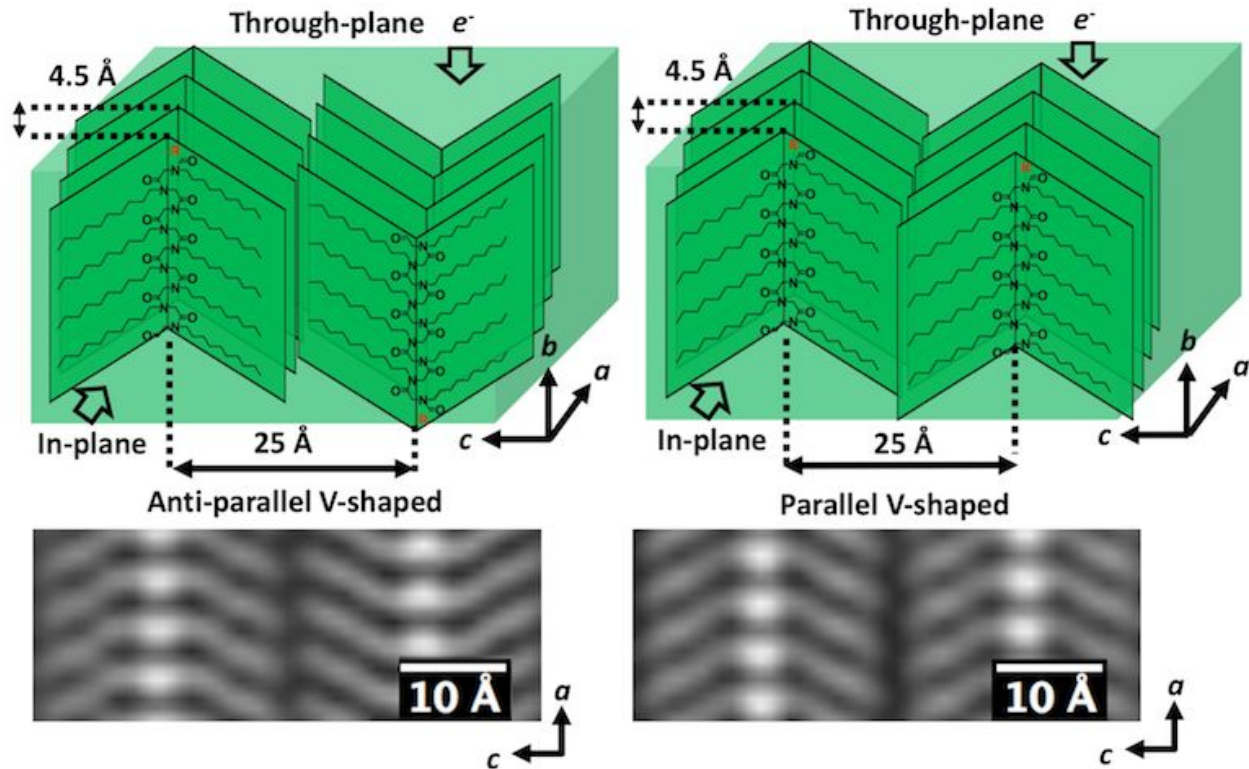 Through-plane e-
4.5 Å
R
O N O
b
a
c
In-plane
25 Å
Anti-parallel V-shaped
10 Å
a
c
Through-plane e-
4.5 Å
R
O N O
b
a
c
In-plane
25 Å
Parallel V-shaped
10 Å
a
c